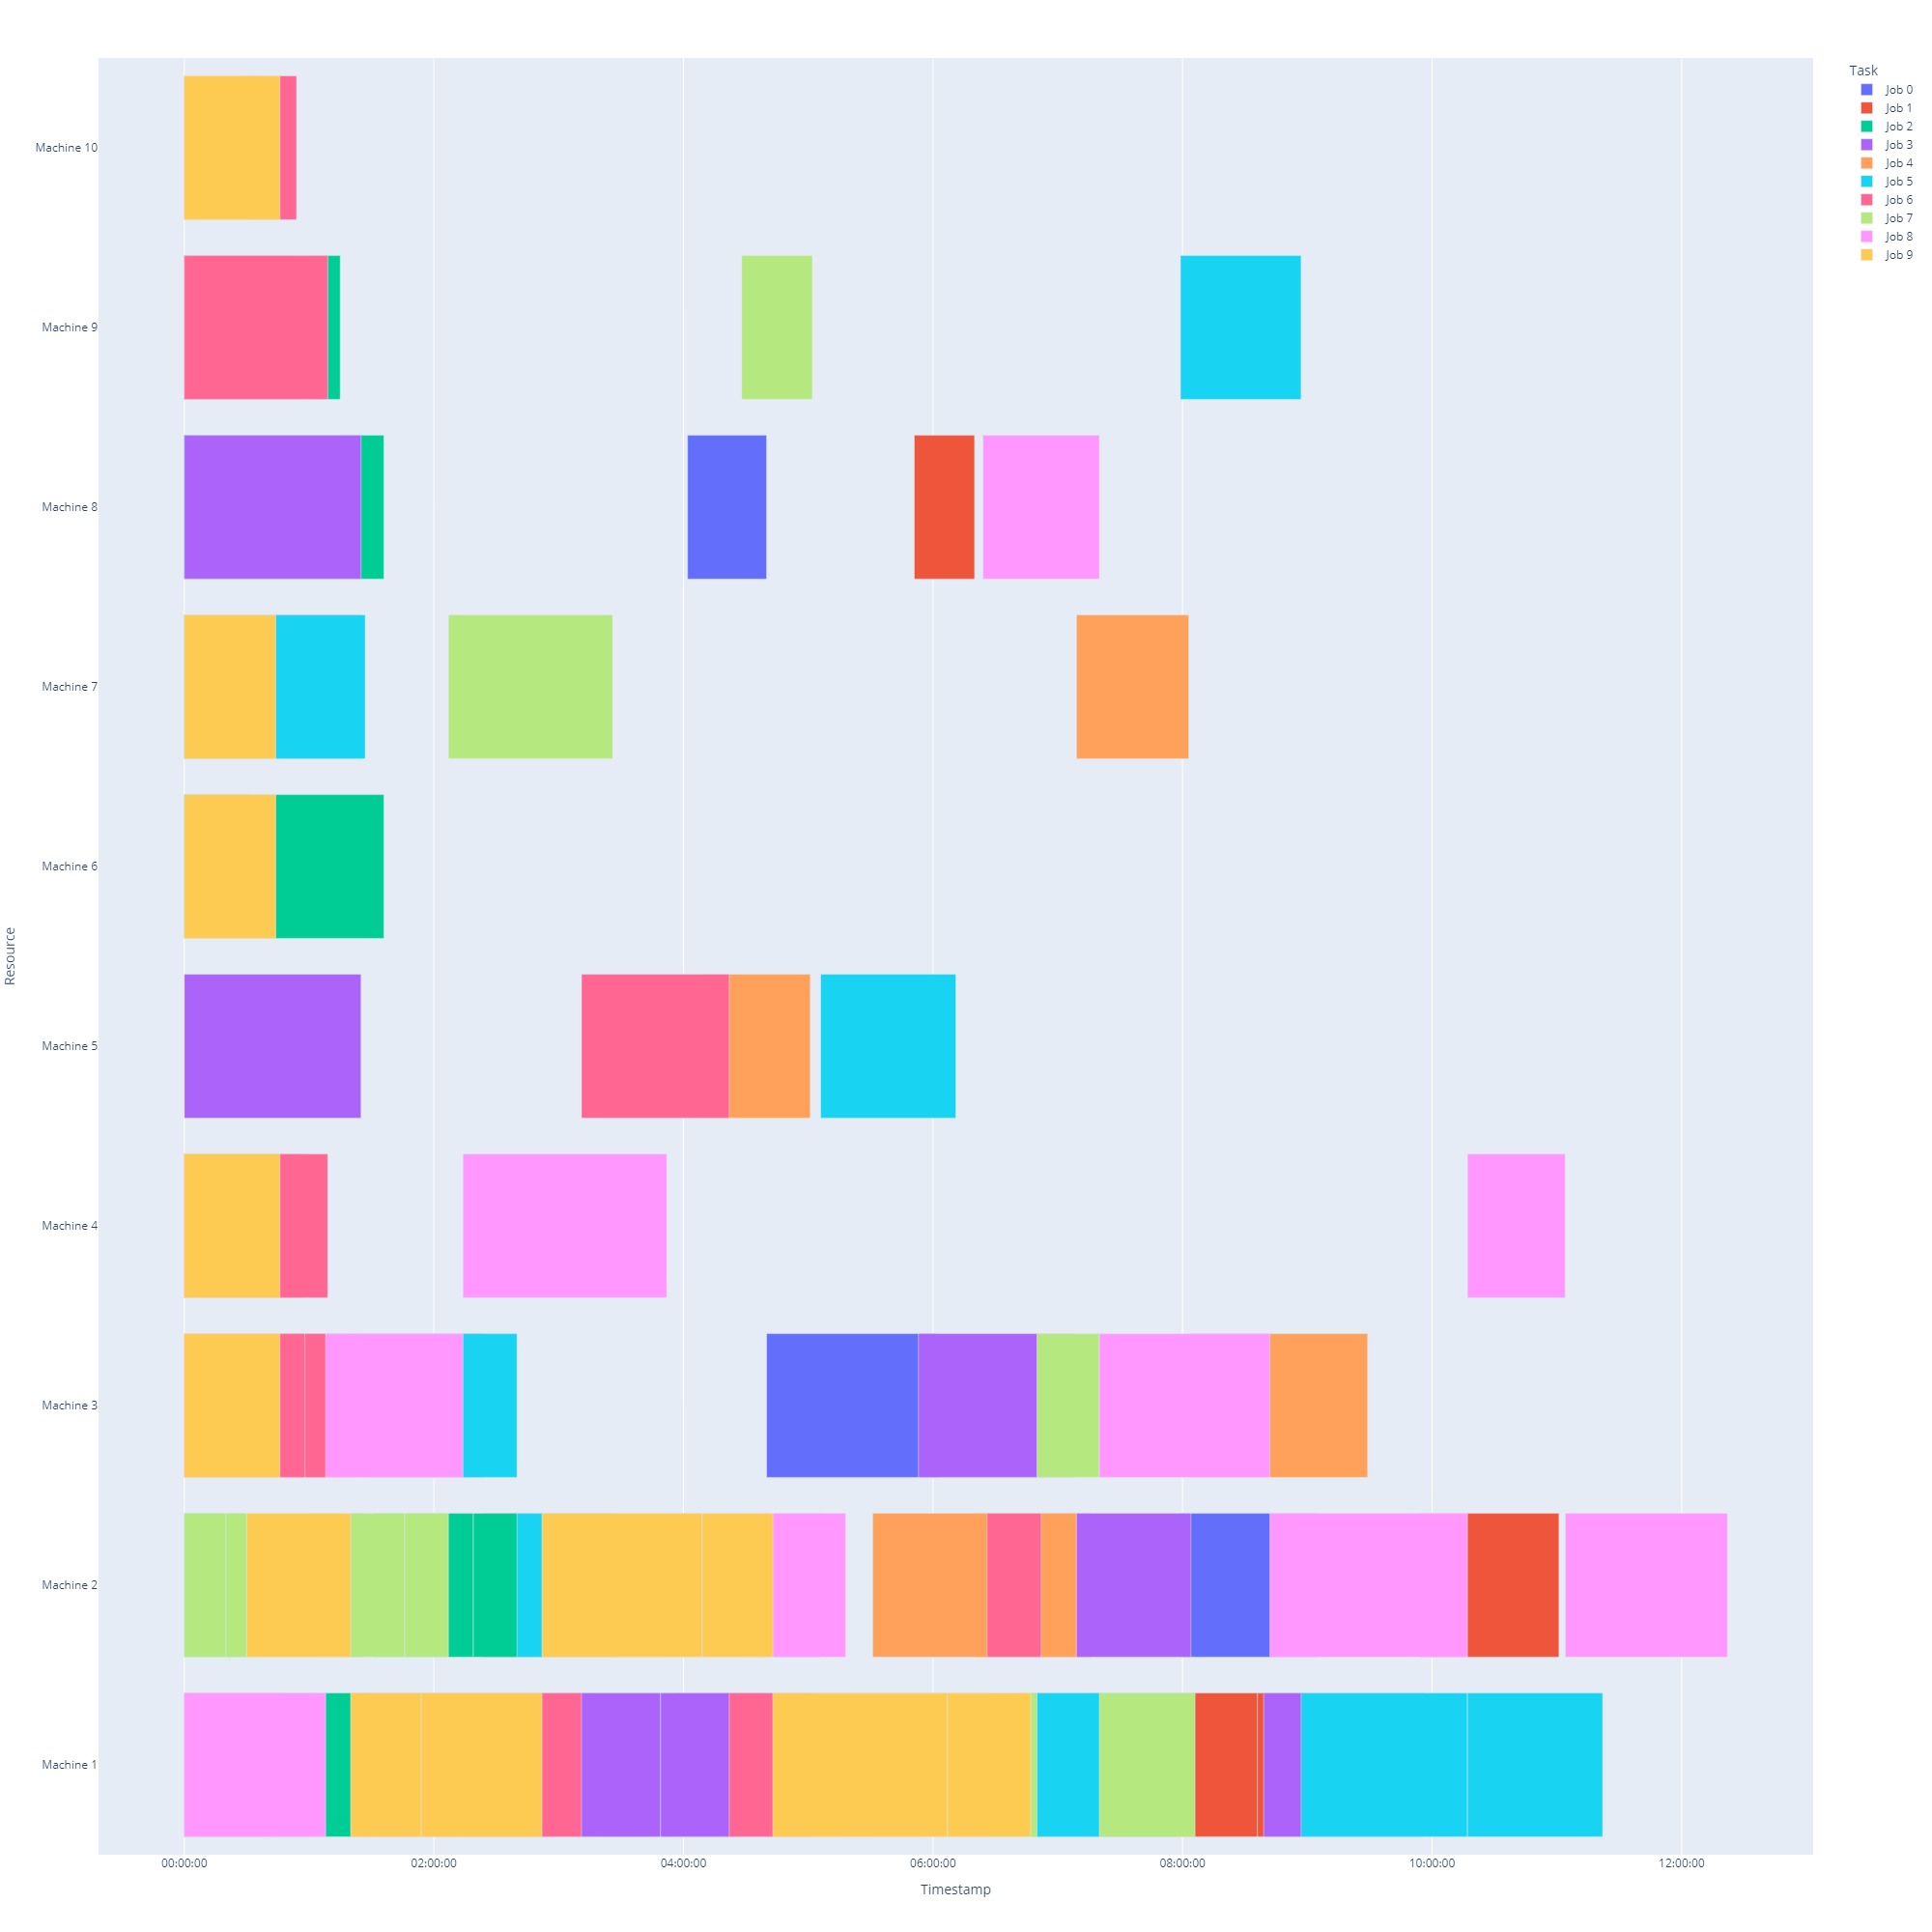 Task
Job 0
Job 1
Job 2
Job 3
Job 4
Job 5
Job 6
Job 7
Job 8
Job 9
Resource
Machine 10
Machine 9
Machine 8
Machine 7
Machine 6
Machine 5
Machine 4
Machine 3
Machine 2
Machine 1
00:00:00 02:00:00 04:00:00 06:00:00 08:00:00 10:00:00 12:00:00
Timestamp